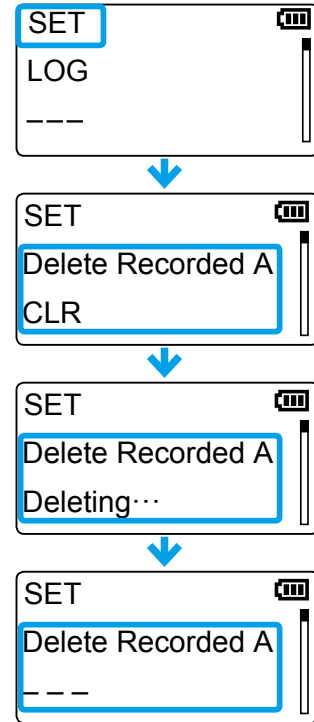 SET
LOG
– – –
SET
Delete Recorded A
CLR
SET
Delete Recorded A
Deleting···
SET
Delete Recorded A
– – –